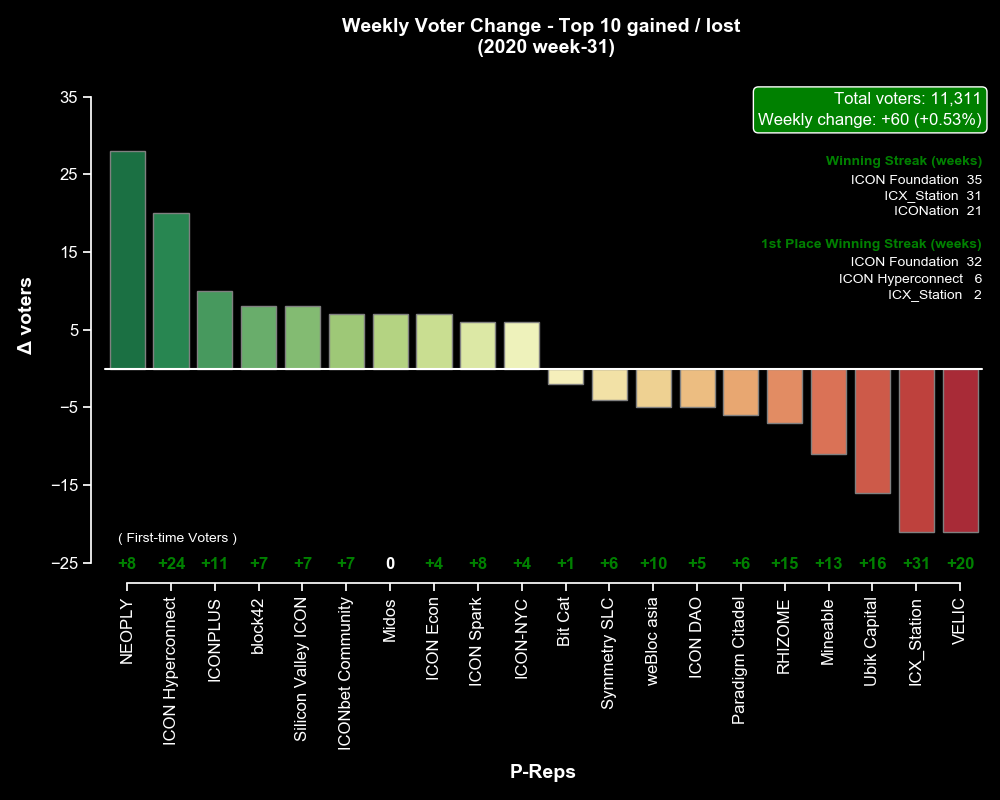 Weekly Voter Change - Top 10 gained / lost
(2020 week-31)
Total voters: 11,311
Weekly change: +60 (+0.53%)
Winning Streak (weeks)
ICON Foundation 35
ICX_Station 31
ICONation 21
1st Place Winning Streak (weeks)
ICON Foundation 32
ICON Hyperconnect 6
ICX_Station 2
Δ voters
35
25
15
5
−5
−15
−25
( First-time Voters )
+8 +24 +11 +7 +7 +7 0 +4 +8 +4 +1 +6 +10 +5 +6 +15 +13 +16 +31 +20
NEOPLY
ICON Hyperconnect
ICONPLUS
block42
Silicon Valley ICON
ICONbet Community
Midos
ICON Econ
ICON Spark
ICON-NYC
Bit Cat
Symmetry SLC
weBloc asia
ICON DAO
Paradigm Citadel
RHIZOME
Mineable
Ubik Capital
ICX_Station
VELIC
P-Reps